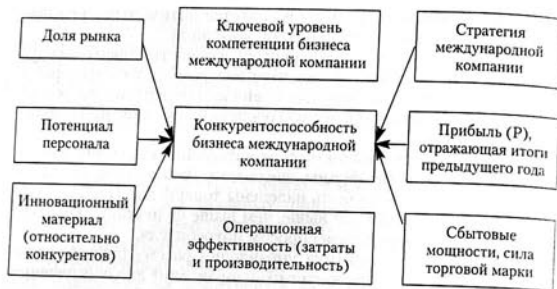 Доля рынка
Ключевой уровень
компетенции бизнеса
международной компании
Стратегия
международной
компании
Потенциал
персонала
Конкурентоспособность
бизнеса международной
компании
Прибыль (Р),
отражающая итоги
предыдущего года
Инновационный
материал
(относительно
конкурентов)
Операционная
эффективность (затраты
и производительность)
Сбытовые
мощности, сила
торговой марки